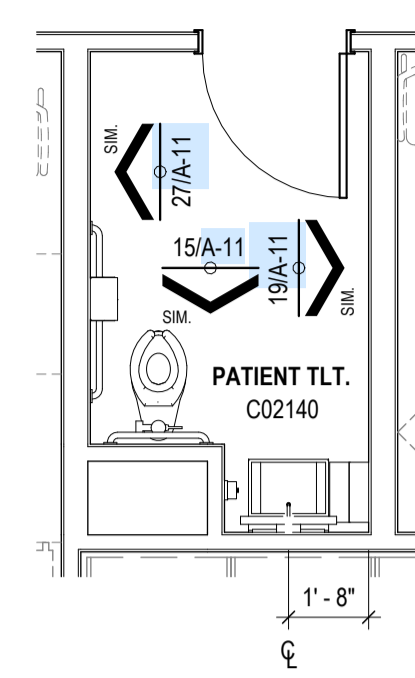 SIM.
27/A-11
15/A-11
19/A-11
SIM.
SIM.
PATIENT TLT.
C02140
1' - 8"
℄